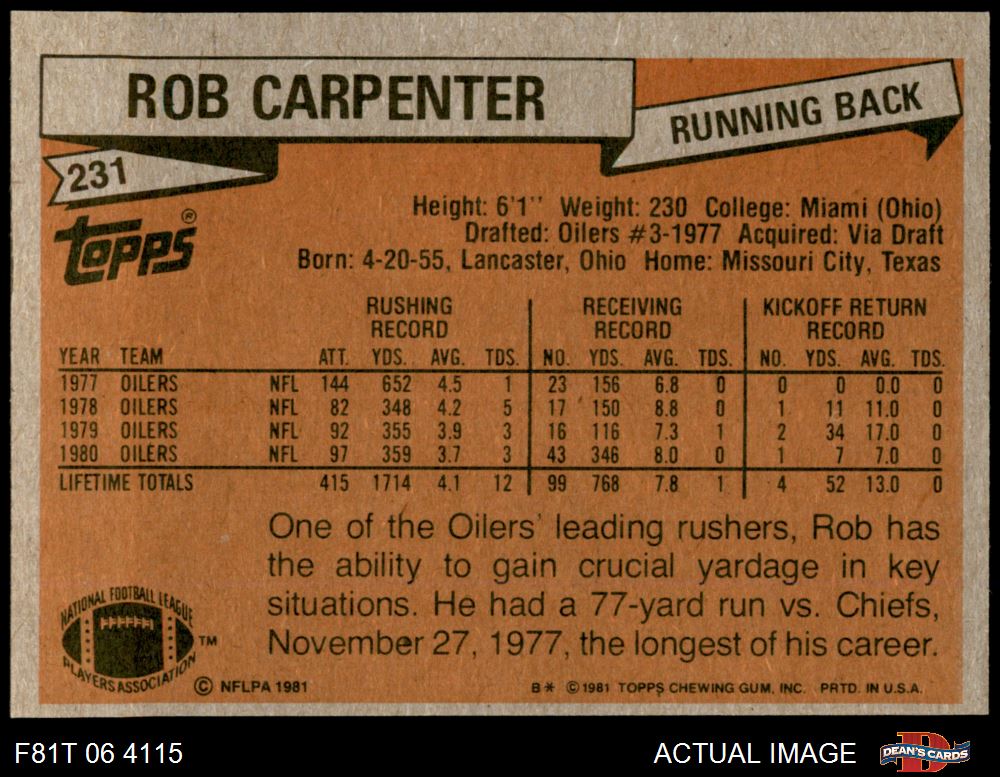 ROB CARPENTER
RUNNING BACK
231
Topps®
Height: 6'1'' Weight: 230 College: Miami (Ohio)
Drafted: Oilers #3-1977 Acquired: Via Draft
Born: 4-20-55, Lancaster, Ohio Home: Missouri City, Texas
RUSHING RECORD RECEIVING RECORD KICKOFF RETURN RECORD
YEAR TEAM ATT. YDS. AVG. TDS. NO. YDS. AVG. TDS. NO. YDS. AVG. TDS.
1977 OILERS NFL 144 652 4.5 1 23 156 6.8 0 0 0 0.0 0
1978 OILERS NFL 82 348 4.2 5 17 150 8.8 0 1 11 11.0 0
1979 OILERS NFL 92 355 3.9 3 16 116 7.3 1 2 34 17.0 0
1980 OILERS NFL 97 359 3.7 3 43 346 8.0 0 1 7 7.0 0
LIFETIME TOTALS 415 1714 4.1 12 99 768 7.8 1 4 52 13.0 0
One of the Oilers' leading rushers, Rob has
the ability to gain crucial yardage in key
situations. He had a 77-yard run vs. Chiefs,
November 27, 1977, the longest of his career.
NATIONAL FOOTBALL LEAGUE
PLAYERS ASSOCIATION
TM
© NFLPA 1981
B* © 1981 TOPPS CHEWING GUM, INC. PRTD. IN U.S.A.
F81T 06 4115
ACTUAL IMAGE
DEAN'S CARDS